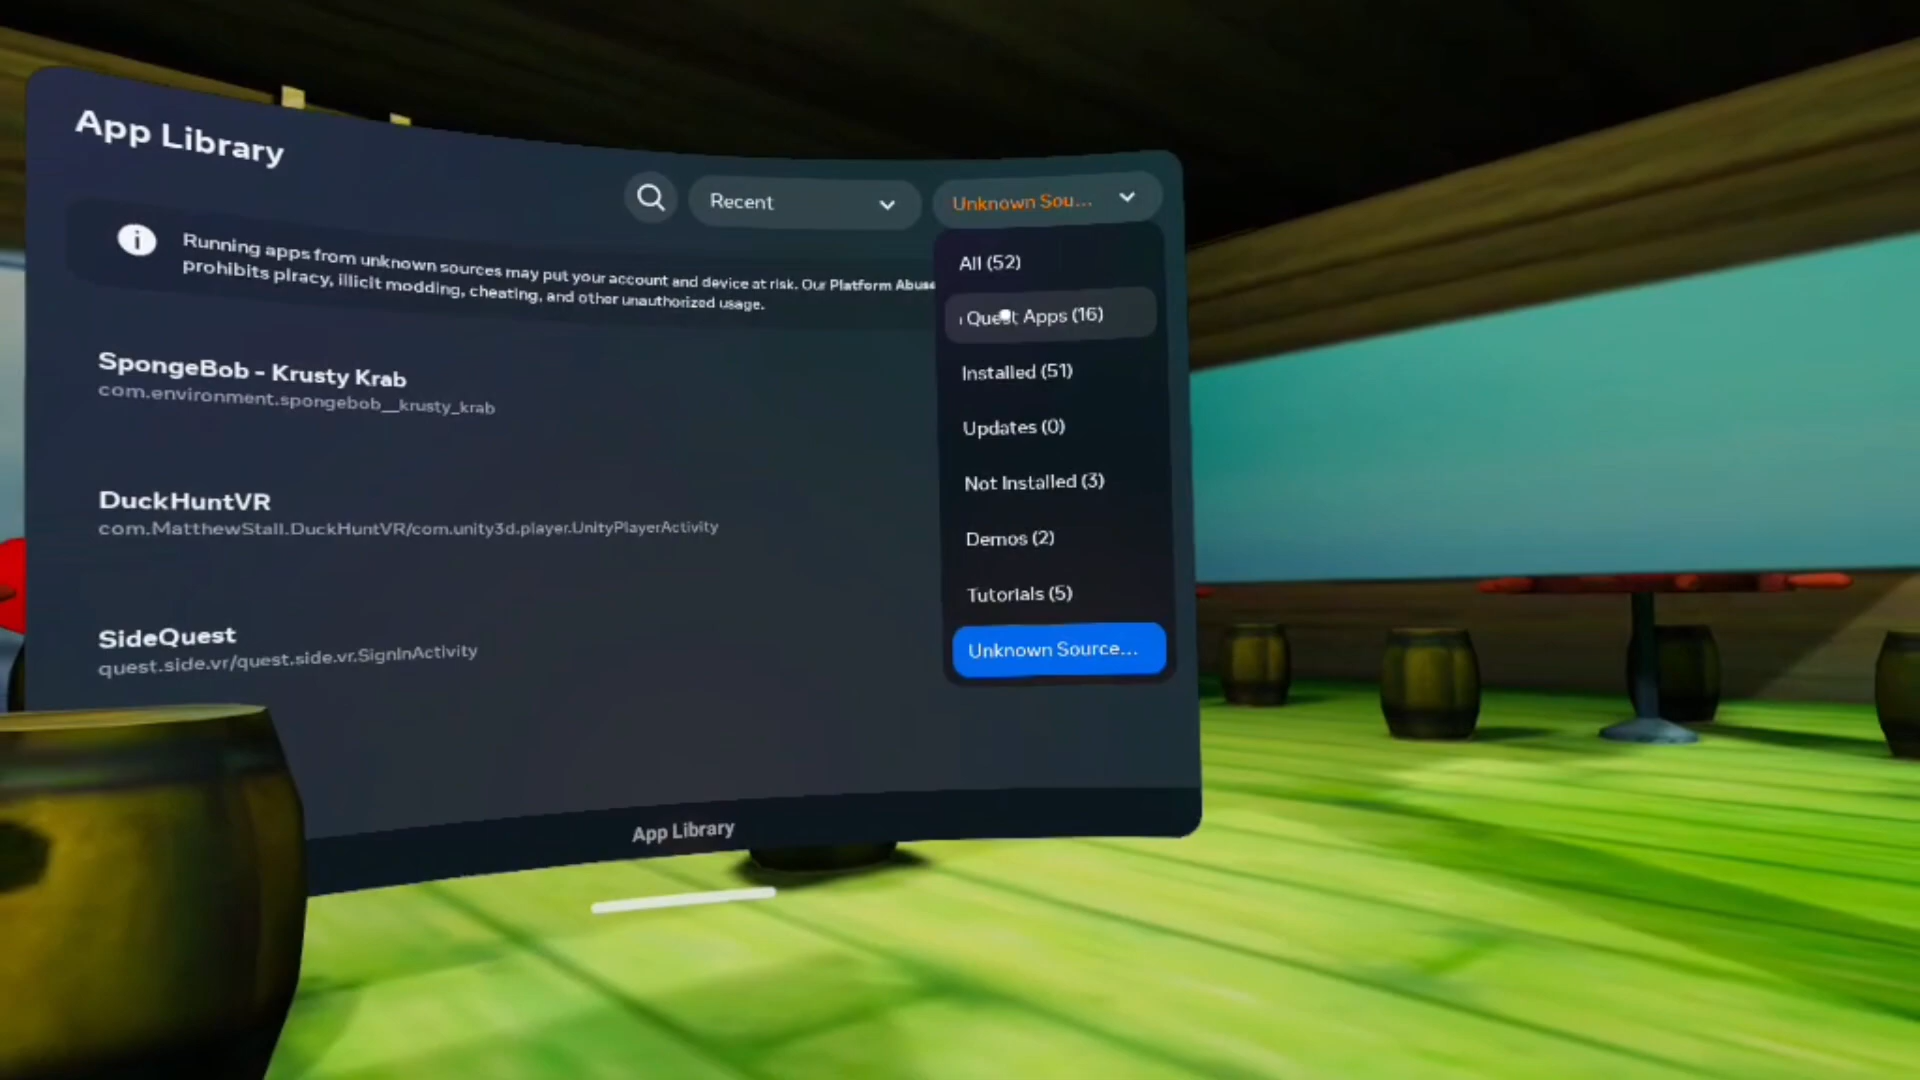 App Library
Recent
Unknown Sou...
Running apps from unknown sources may put your account and device at risk. Our Platform Abuse
prohibits piracy, illicit modding, cheating, and other unauthorized usage.
SpongeBob - Krusty Krab
com.environment.spongebob__krusty_krab
DuckHuntVR
com.MatthewStall.DuckHuntVR/com.unity3d.player.UnityPlayerActivity
SideQuest
quest.side.vr/quest.side.vr.SignInActivity
All (52)
Quest Apps (16)
Installed (51)
Updates (0)
Not Installed (3)
Demos (2)
Tutorials (5)
Unknown Source...
App Library